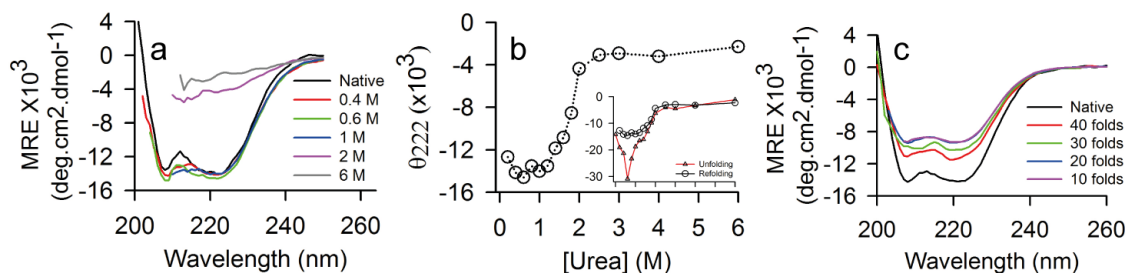 a
MRE X10^3
(deg.cm2.dmol-1)
4
0
-4
-8
-12
-16
200 220 240 260
Wavelength (nm)
Native
0.4 M
0.6 M
1 M
2 M
6 M
b
θ222 (x10^3)
0
-4
-8
-12
-16
0 1 2 3 4 5 6
[Urea] (M)
0
-10
-20
-30
Unfolding
Refolding
c
MRE X10^3
(deg.cm2.dmol-1)
4
0
-4
-8
-12
-16
200 220 240 260
Wavelength (nm)
Native
40 folds
30 folds
20 folds
10 folds